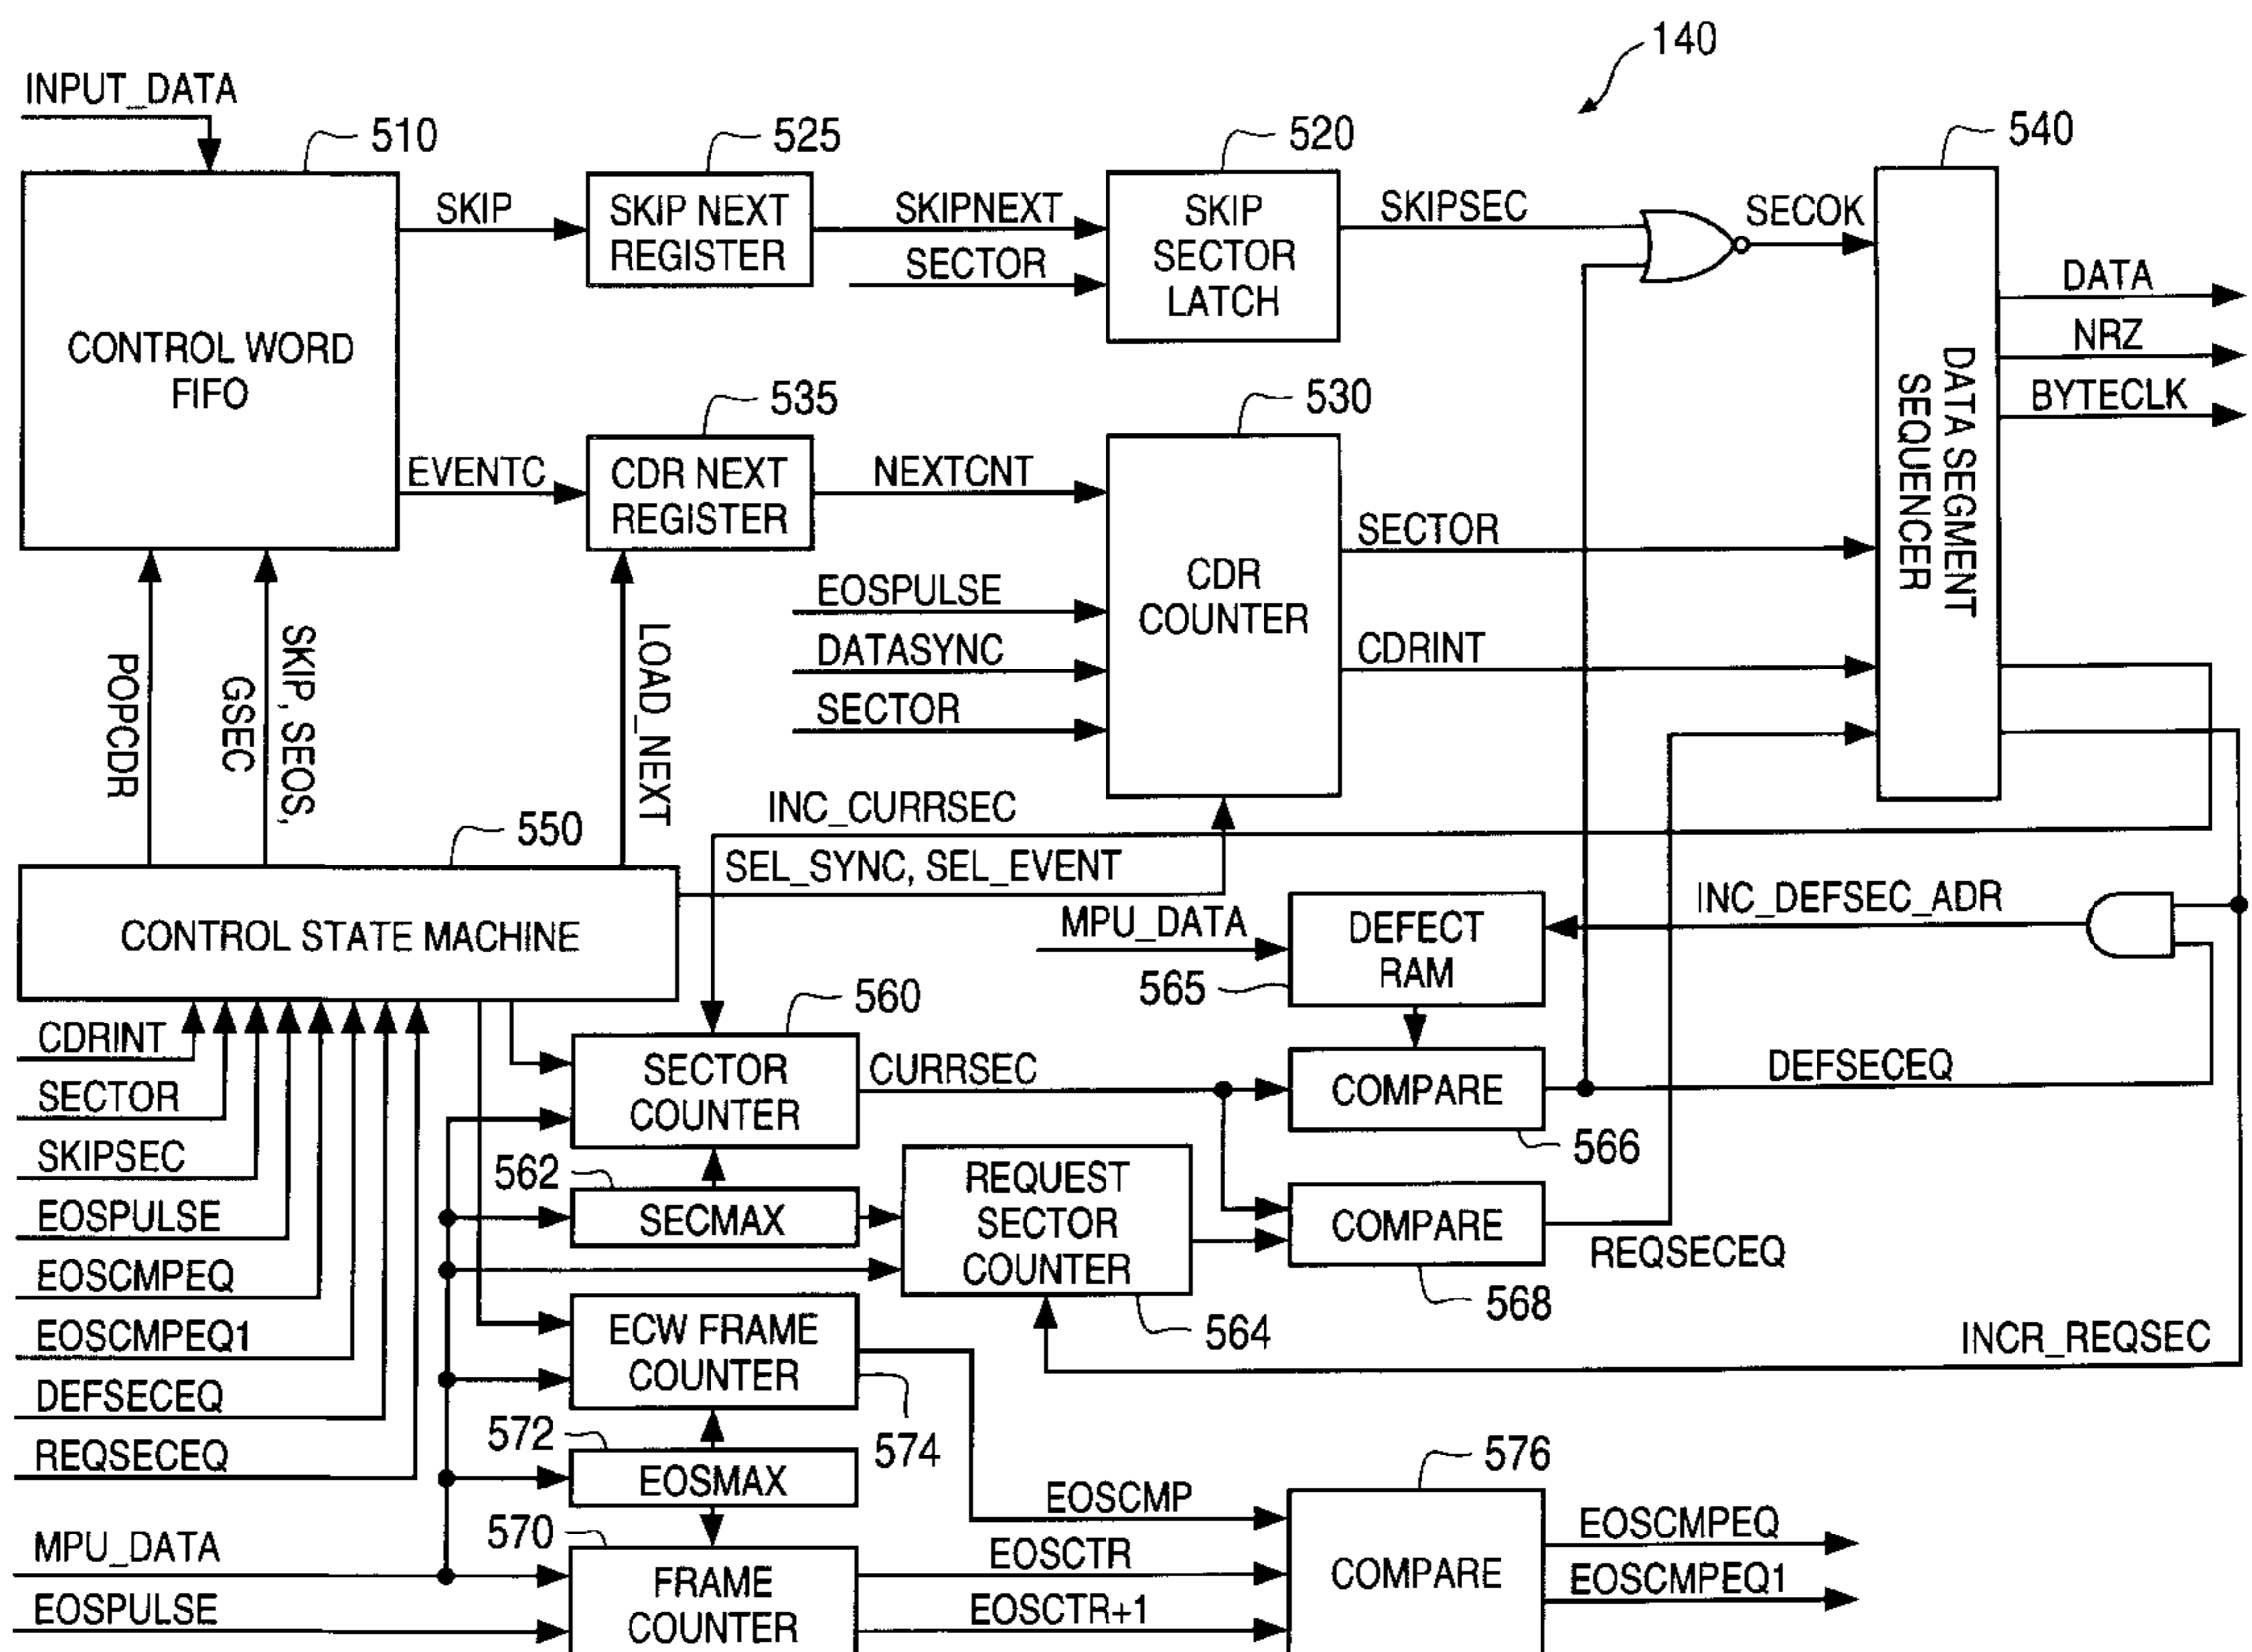 140
INPUT_DATA
510
525
520
540
CONTROL WORD
FIFO
SKIP
SKIP NEXT
REGISTER
SKIPNEXT
SECTOR
SKIP
SECTOR
LATCH
SKIPSEC
SECOK
DATA SEGMENT
SEQUENCER
DATA
NRZ
BYTECLK
535
530
EVENTC
CDR NEXT
REGISTER
NEXTCNT
EOSPULSE
DATASYNC
SECTOR
CDR
COUNTER
SECTOR
CDRINT
POPCDR
SKIP, SEOS,
GSEC
LOAD_NEXT
550
INC_CURRSEC
SEL_SYNC, SEL_EVENT
CONTROL STATE MACHINE
MPU_DATA
DEFECT
RAM
565
INC_DEFSEC_ADR
CDRINT
SECTOR
SKIPSEC
EOSPULSE
EOSCMPEQ
EOSCMPEQ1
DEFSECEQ
REQSECEQ
MPU_DATA
EOSPULSE
560
SECTOR
COUNTER
CURRSEC
COMPARE
566
DEFSECEQ
562
SECMAX
REQUEST
SECTOR
COUNTER
564
COMPARE
568
REQSECEQ
INCR_REQSEC
ECW FRAME
COUNTER
574
572
EOSMAX
570
FRAME
COUNTER
EOSCMP
EOSCTR
EOSCTR+1
576
COMPARE
EOSCMPEQ
EOSCMPEQ1